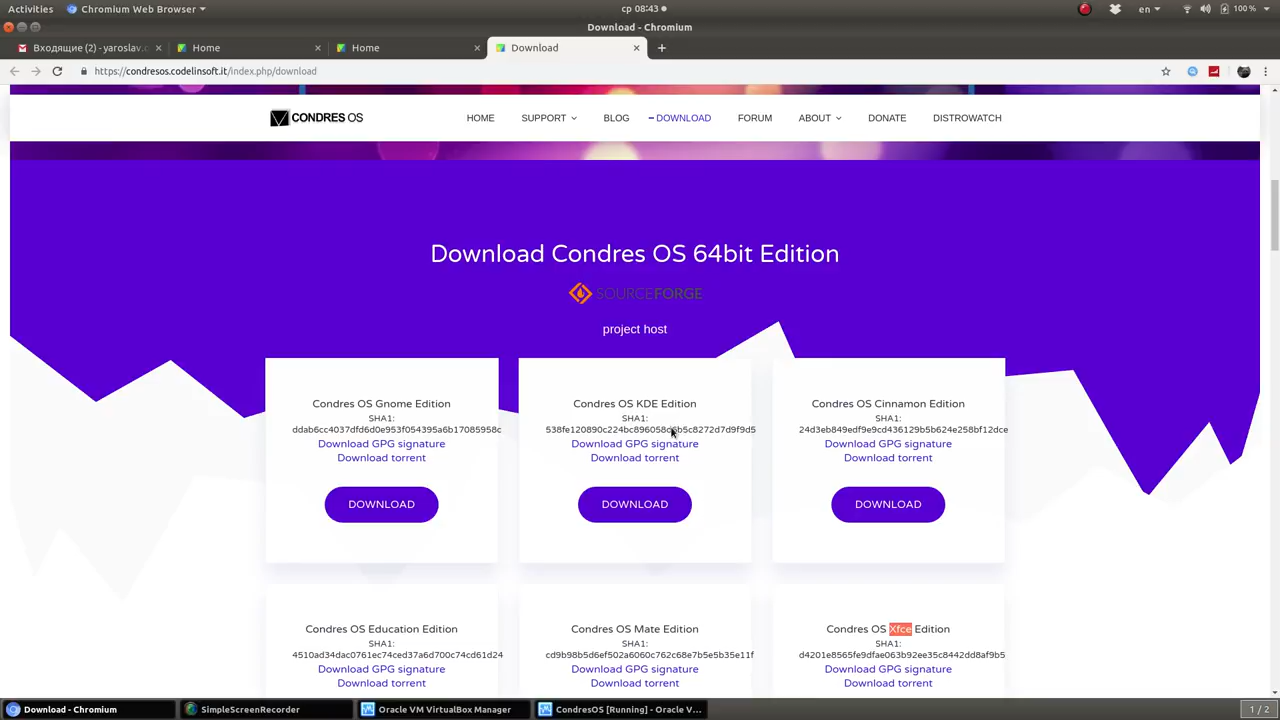 Activities
Chromium Web Browser
ср 08:43
en
100 %
Download - Chromium
Входящие (2) - yaroslav.c
Home
Home
Download
https://condresos.codelinsoft.it/index.php/download
CONDRES OS
HOME
SUPPORT
BLOG
DOWNLOAD
FORUM
ABOUT
DONATE
DISTROWATCH
Download Condres OS 64bit Edition
SOURCEFORGE
project host
Condres OS Gnome Edition
SHA1:
ddab6cc4037dfd6d0e953f054395a6b17085958c
Download GPG signature
Download torrent
DOWNLOAD
Condres OS KDE Edition
SHA1:
538fe120890c224bc896058d6b5c8272d7d9f9d5
Download GPG signature
Download torrent
DOWNLOAD
Condres OS Cinnamon Edition
SHA1:
24d3eb849edf9e9cd436129b5b624e258bf12dce
Download GPG signature
Download torrent
DOWNLOAD
Condres OS Education Edition
SHA1:
4510ad34dac0761ec74ced37a6d700c74cd61d24
Download GPG signature
Download torrent
Condres OS Mate Edition
SHA1:
cd9b98b5d6ef502a6060c762c68e7b5e5b35e11f
Download GPG signature
Download torrent
Condres OS Xfce Edition
SHA1:
d4201e8565fe9dfae063b92ee35c8442dd8af9b5
Download GPG signature
Download torrent
Download - Chromium
SimpleScreenRecorder
Oracle VM VirtualBox Manager
CondresOS [Running] - Oracle V...
1 / 2